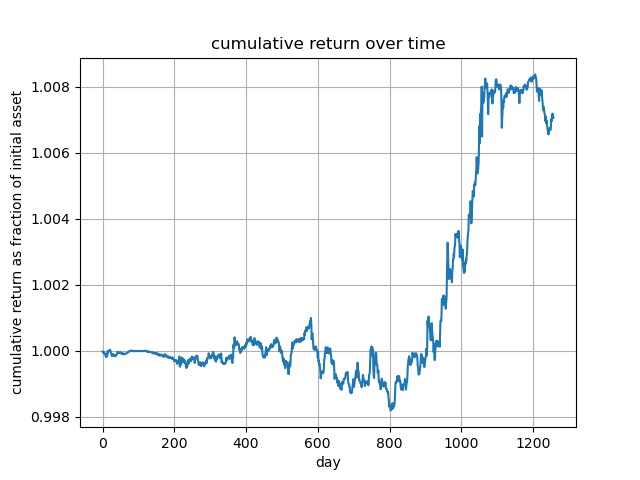 cumulative return over time
cumulative return as fraction of initial asset
1.008
1.006
1.004
1.002
1.000
0.998
0 200 400 600 800 1000 1200
day